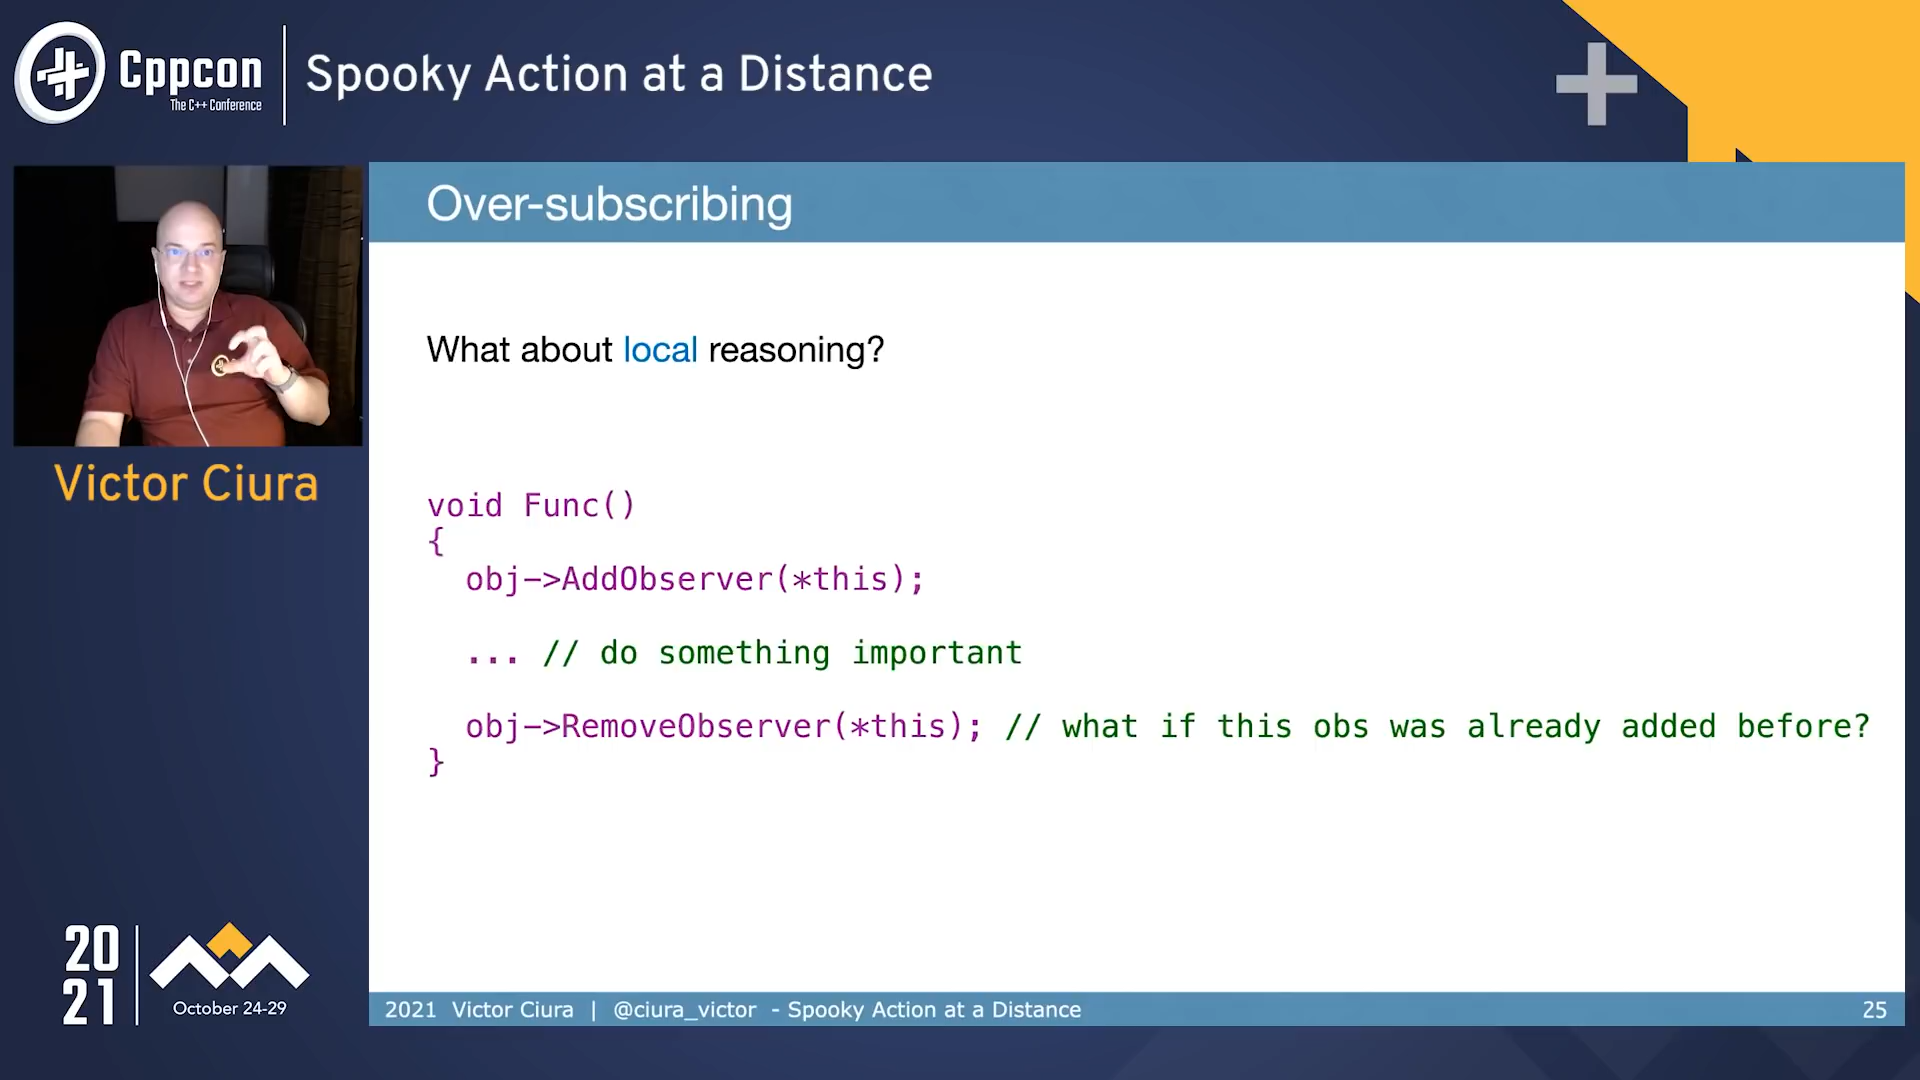 Cppcon
The C++ Conference
Spooky Action at a Distance
Victor Ciura
Over-subscribing
What about local reasoning?
void Func()
{
obj->AddObserver(*this);
... // do something important
obj->RemoveObserver(*this); // what if this obs was already added before?
}
20
21
October 24-29
2021 Victor Ciura | @ciura_victor - Spooky Action at a Distance
25